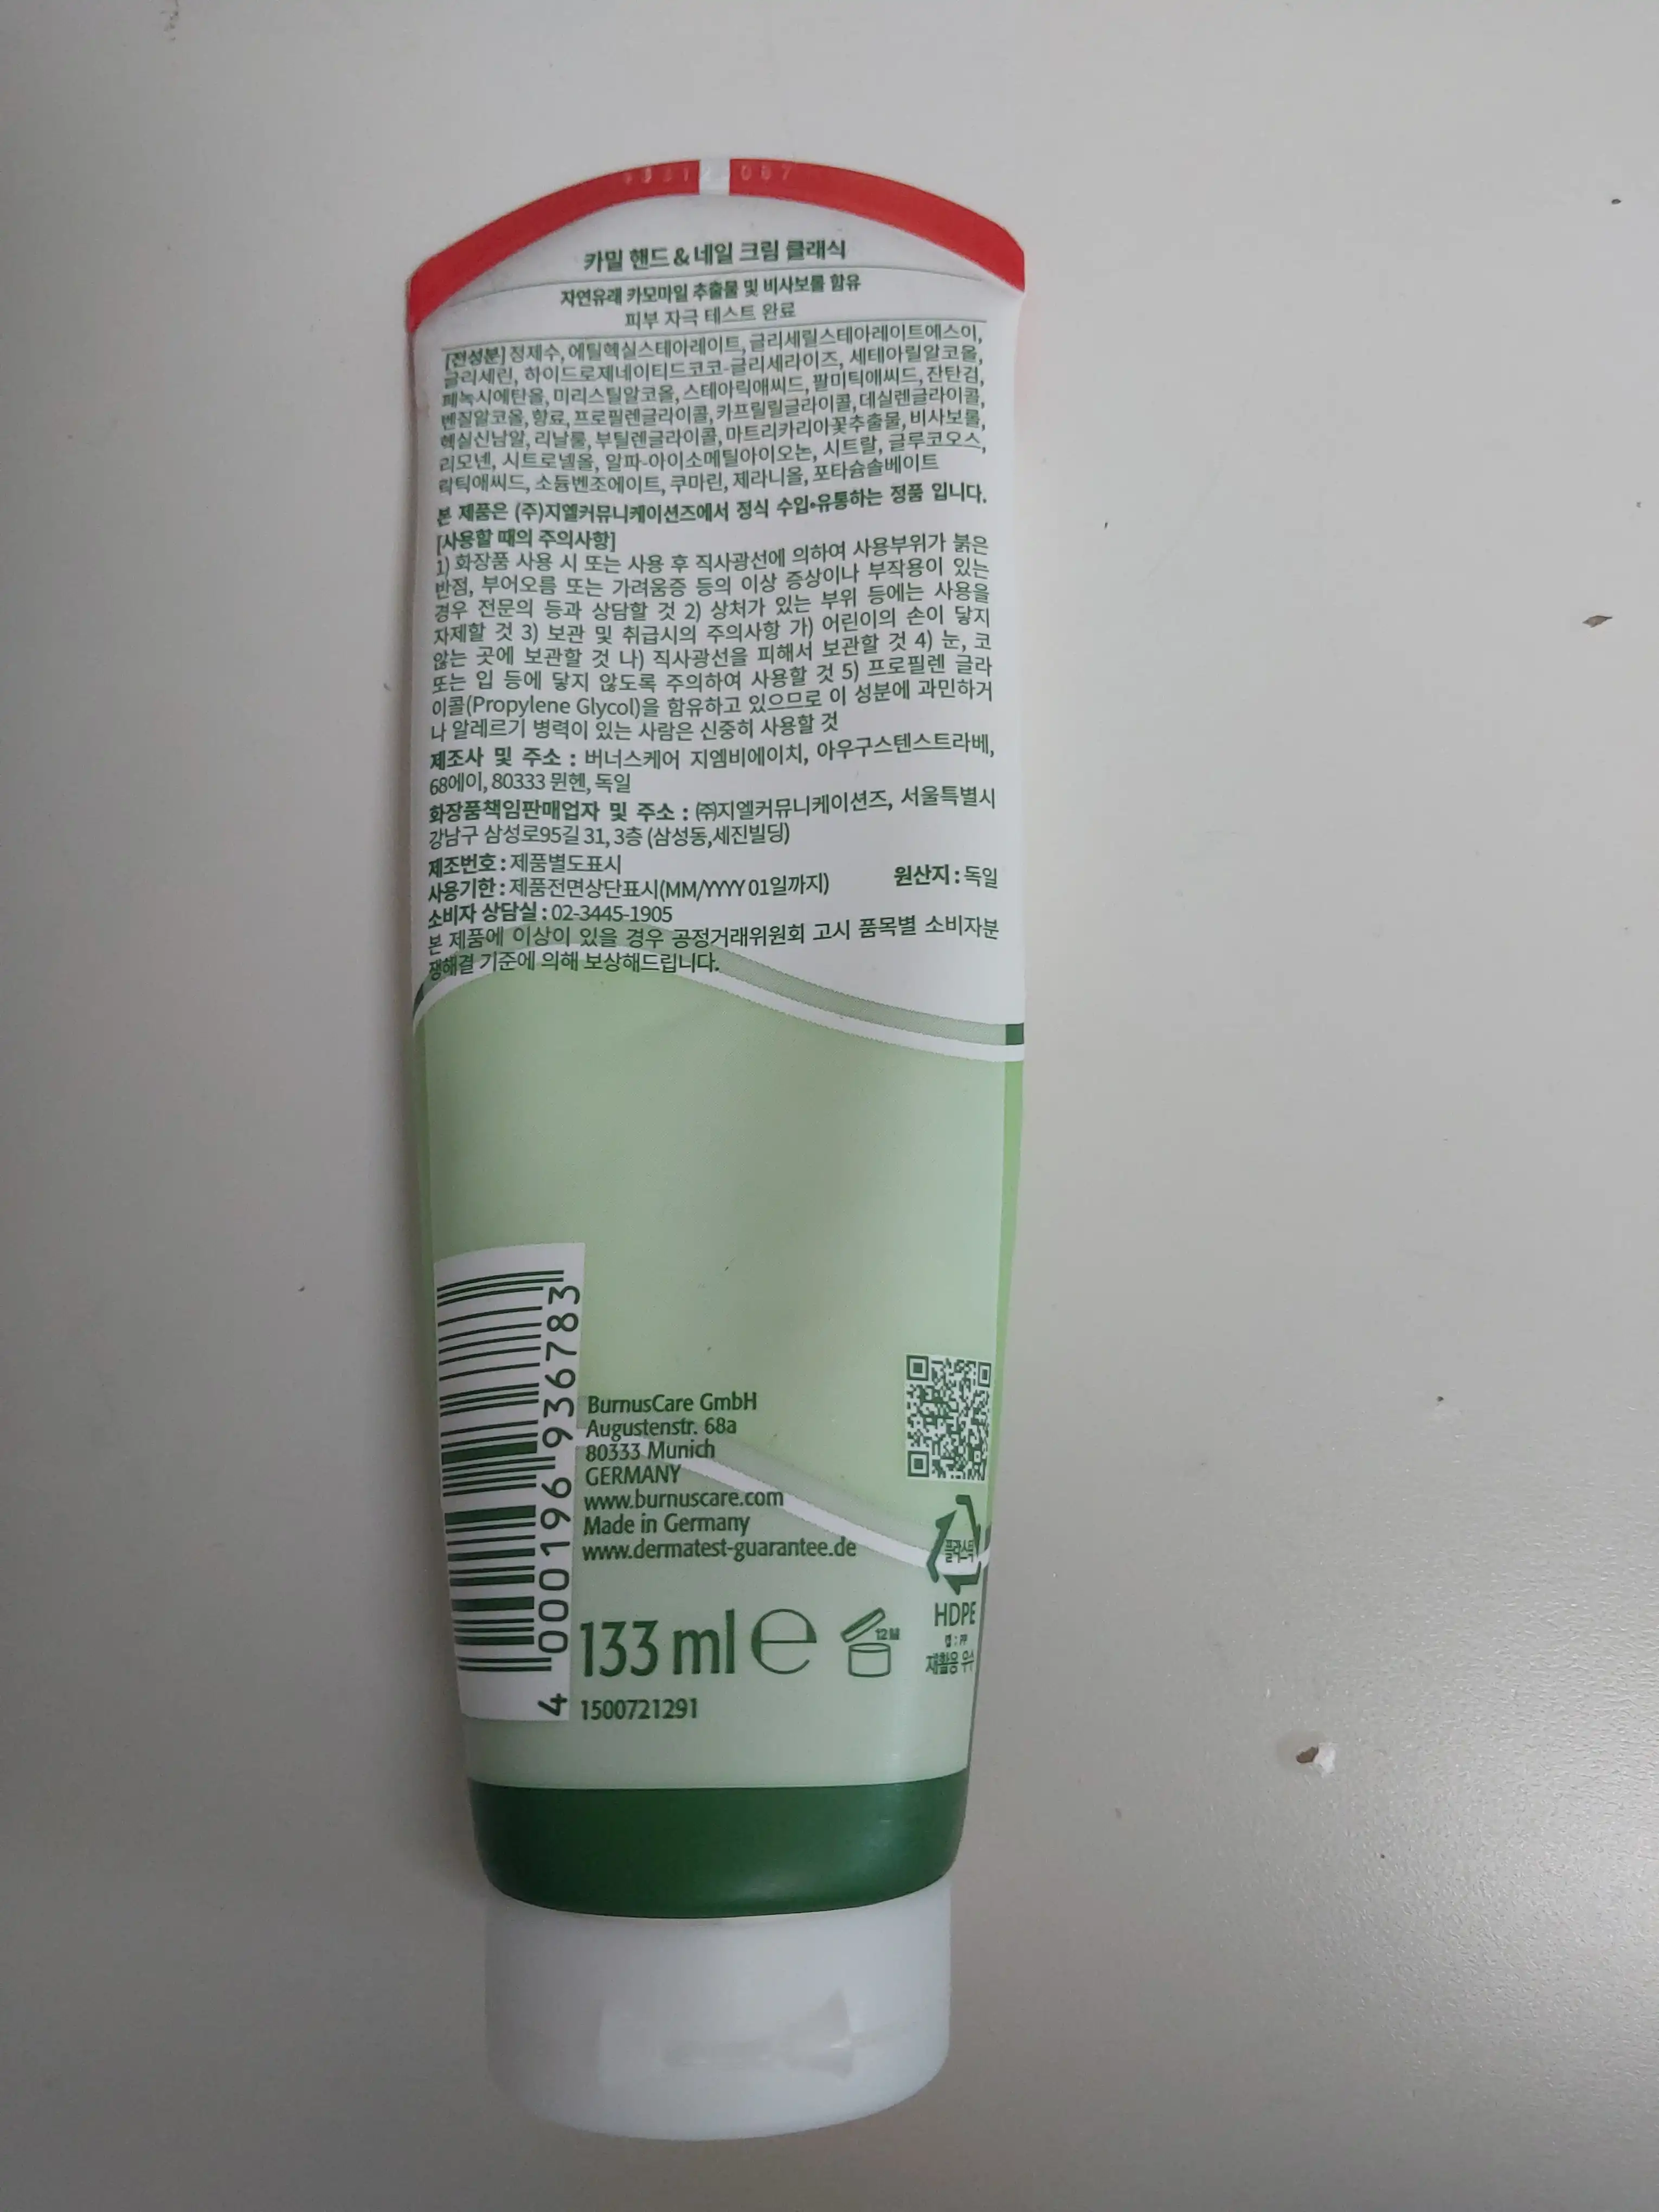 카밀 핸드&네일 크림 클래식
자연유래 카모마일 추출물 및 비사보롤 함유
피부 자극 테스트 완료
[전성분] 정제수, 에틸헥실스테아레이트, 글리세릴스테아레이트에스이,
글리세린, 하이드로제네이티드코코-글리세라이즈, 세테아릴알코올,
페녹시에탄올, 미리스틸알코올, 스테아릭애씨드, 팔미틱애씨드, 잔탄검,
벤질알코올, 향료, 프로필렌글라이콜, 카프릴릴글라이콜, 데실렌글라이콜,
헥실신남알, 리날룰, 부틸렌글라이콜, 마트리카리아꽃추출물, 비사보롤,
리모넨, 시트로넬올, 알파-아이소메틸아이오논, 시트랄, 글루코오스,
락틱애씨드, 소듐벤조에이트, 쿠마린, 제라니올, 포타슘솔베이트
본 제품은 (주)지엘커뮤니케이션즈에서 정식 수입•유통하는 정품 입니다.
[사용할 때의 주의사항]
1) 화장품 사용 시 또는 사용 후 직사광선에 의하여 사용부위가 붉은
반점, 부어오름 또는 가려움증 등의 이상 증상이나 부작용이 있는
경우 전문의 등과 상담할 것 2) 상처가 있는 부위 등에는 사용을
자제할 것 3) 보관 및 취급시의 주의사항 가) 어린이의 손이 닿지
않는 곳에 보관할 것 나) 직사광선을 피해서 보관할 것 4) 눈, 코
또는 입 등에 닿지 않도록 주의하여 사용할 것 5) 프로필렌 글라
이콜(Propylene Glycol)을 함유하고 있으므로 이 성분에 과민하거
나 알레르기 병력이 있는 사람은 신중히 사용할 것
제조사 및 주소 : 버너스케어 지엠비에이치, 아우구스텐스트라베,
68에이, 80333 뮌헨, 독일
화장품책임판매업자 및 주소 : ㈜지엘커뮤니케이션즈, 서울특별시
강남구 삼성로95길 31, 3층 (삼성동,세진빌딩)
제조번호 : 제품별도표시
사용기한 : 제품전면상단표시(MM/YYYY 01일까지) 원산지 : 독일
소비자 상담실 : 02-3445-1905
본 제품에 이상이 있을 경우 공정거래위원회 고시 품목별 소비자분
쟁해결 기준에 의해 보상해드립니다.
4 000196 936783
BurnusCare GmbH
Augustenstr. 68a
80333 Munich
GERMANY
www.burnuscare.com
Made in Germany
www.dermatest-guarantee.de
플라스틱
HDPE
캡 : PP
재활용 우수
133 ml ℮
12M
1500721291